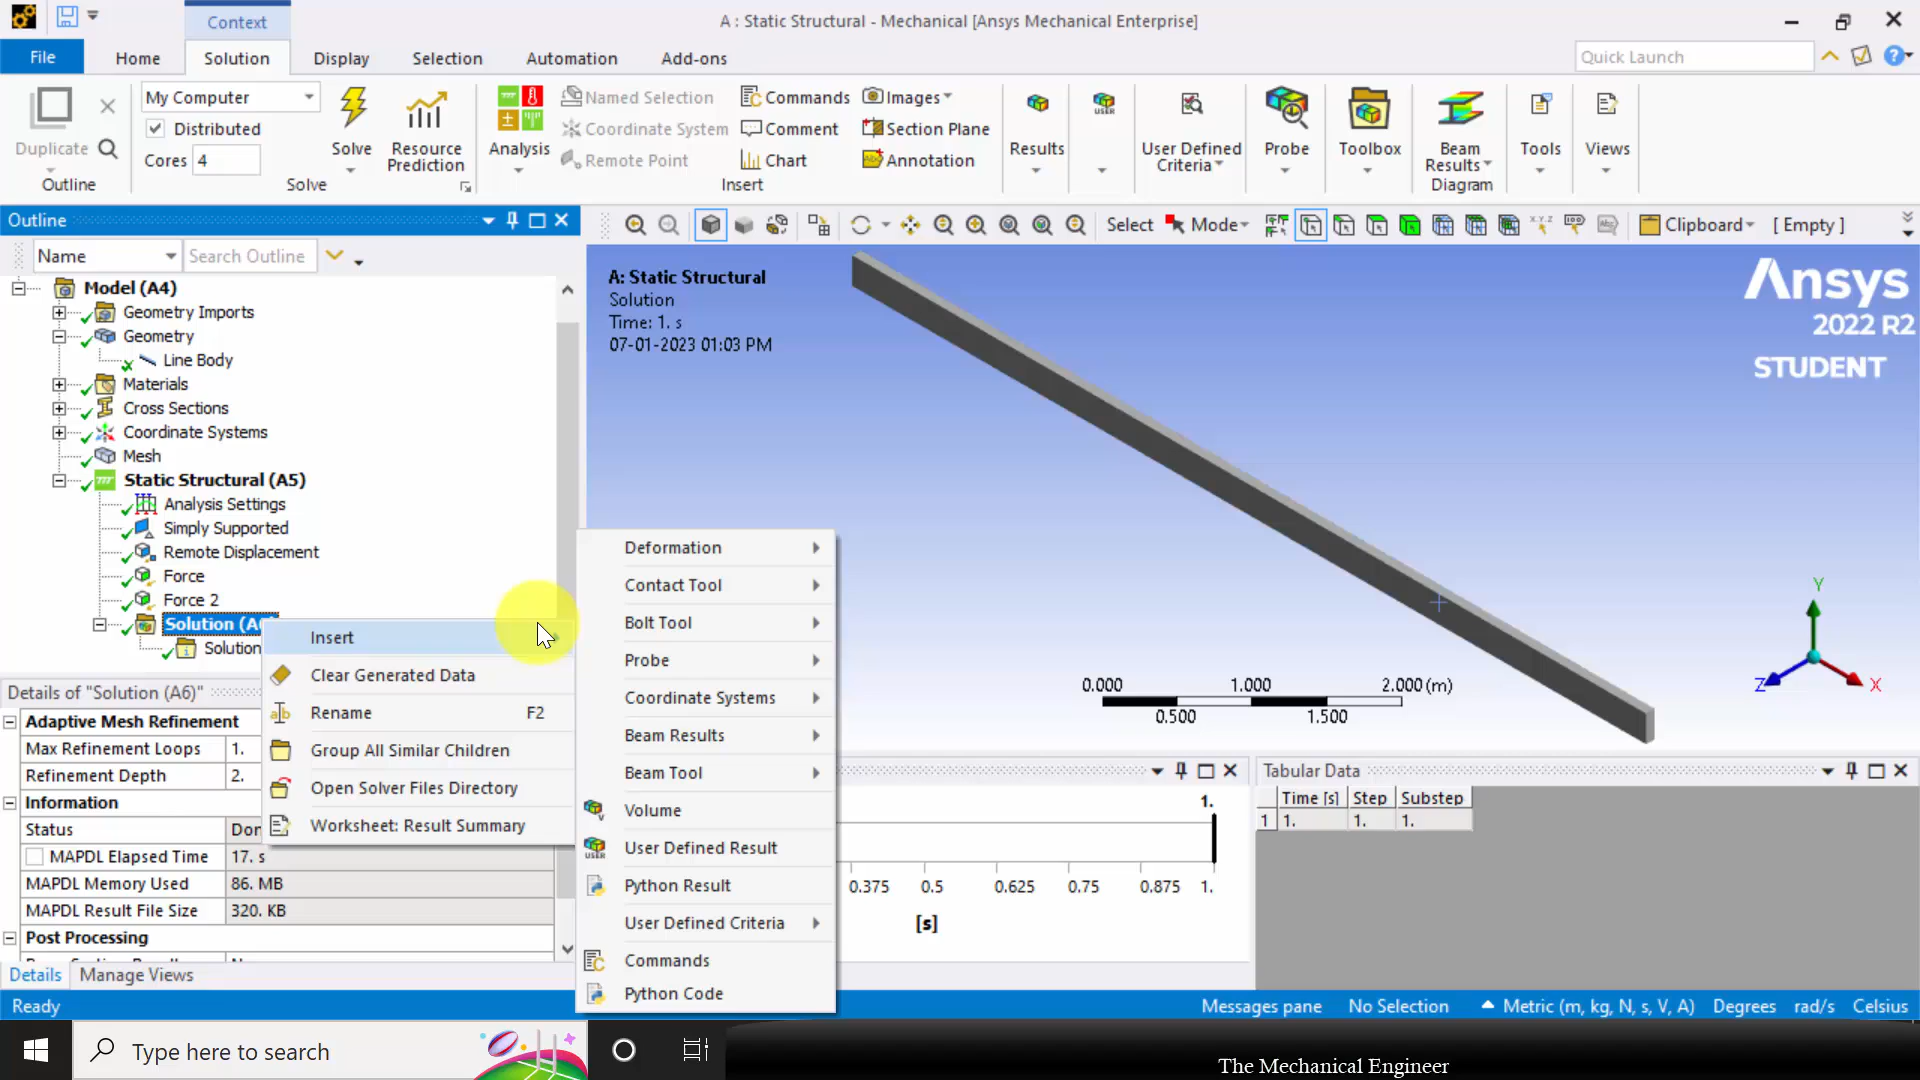 Context
A : Static Structural - Mechanical [Ansys Mechanical Enterprise]
File
Home
Solution
Display
Selection
Automation
Add-ons
Quick Launch
Duplicate
Outline
My Computer
Distributed
Cores 4
Solve
Resource
Prediction
Solve
Analysis
Named Selection
Coordinate System
Remote Point
Commands
Comment
Chart
Images
Section Plane
Annotation
Insert
Results
USER
User Defined
Criteria
Probe
Toolbox
Beam
Results
Diagram
Tools
Views
Outline
Select
Mode
Clipboard
[ Empty ]
Name
Search Outline
Model (A4)
Geometry Imports
Geometry
Line Body
Materials
Cross Sections
Coordinate Systems
Mesh
Static Structural (A5)
Analysis Settings
Simply Supported
Remote Displacement
Force
Force 2
Solution (A6
Solution
A: Static Structural
Solution
Time: 1. s
07-01-2023 01:03 PM
Ansys
2022 R2
STUDENT
Insert
Clear Generated Data
Rename F2
Group All Similar Children
Open Solver Files Directory
Worksheet: Result Summary
Deformation
Contact Tool
Bolt Tool
Probe
Coordinate Systems
Beam Results
Beam Tool
Volume
User Defined Result
Python Result
User Defined Criteria
Commands
Python Code
0.000 1.000 2.000 (m)
0.500 1.500
Y
Z
X
Details of "Solution (A6)"
Adaptive Mesh Refinement
Max Refinement Loops 1.
Refinement Depth 2.
Information
Status Don
MAPDL Elapsed Time 17. s
MAPDL Memory Used 86. MB
MAPDL Result File Size 320. KB
Post Processing
Details
Manage Views
1.
0.375 0.5 0.625 0.75 0.875 1.
[s]
Tabular Data
Time [s] Step Substep
1 1. 1. 1.
Ready
Messages pane
No Selection
Metric (m, kg, N, s, V, A)
Degrees
rad/s
Celsius
Type here to search
The Mechanical Engineer